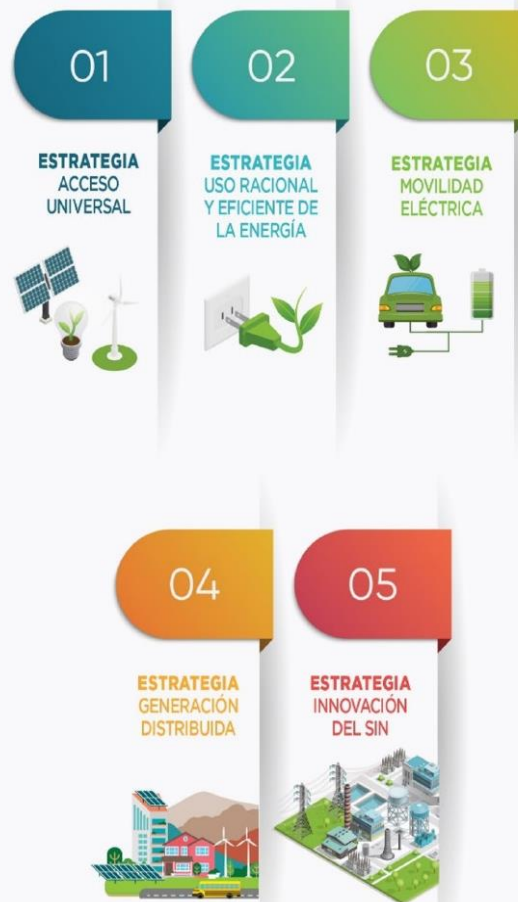 01
ESTRATEGIA
ACCESO
UNIVERSAL
02
ESTRATEGIA
USO RACIONAL
Y EFICIENTE DE
LA ENERGÍA
03
ESTRATEGIA
MOVILIDAD
ELÉCTRICA
04
ESTRATEGIA
GENERACIÓN
DISTRIBUIDA
05
ESTRATEGIA
INNOVACIÓN
DEL SIN